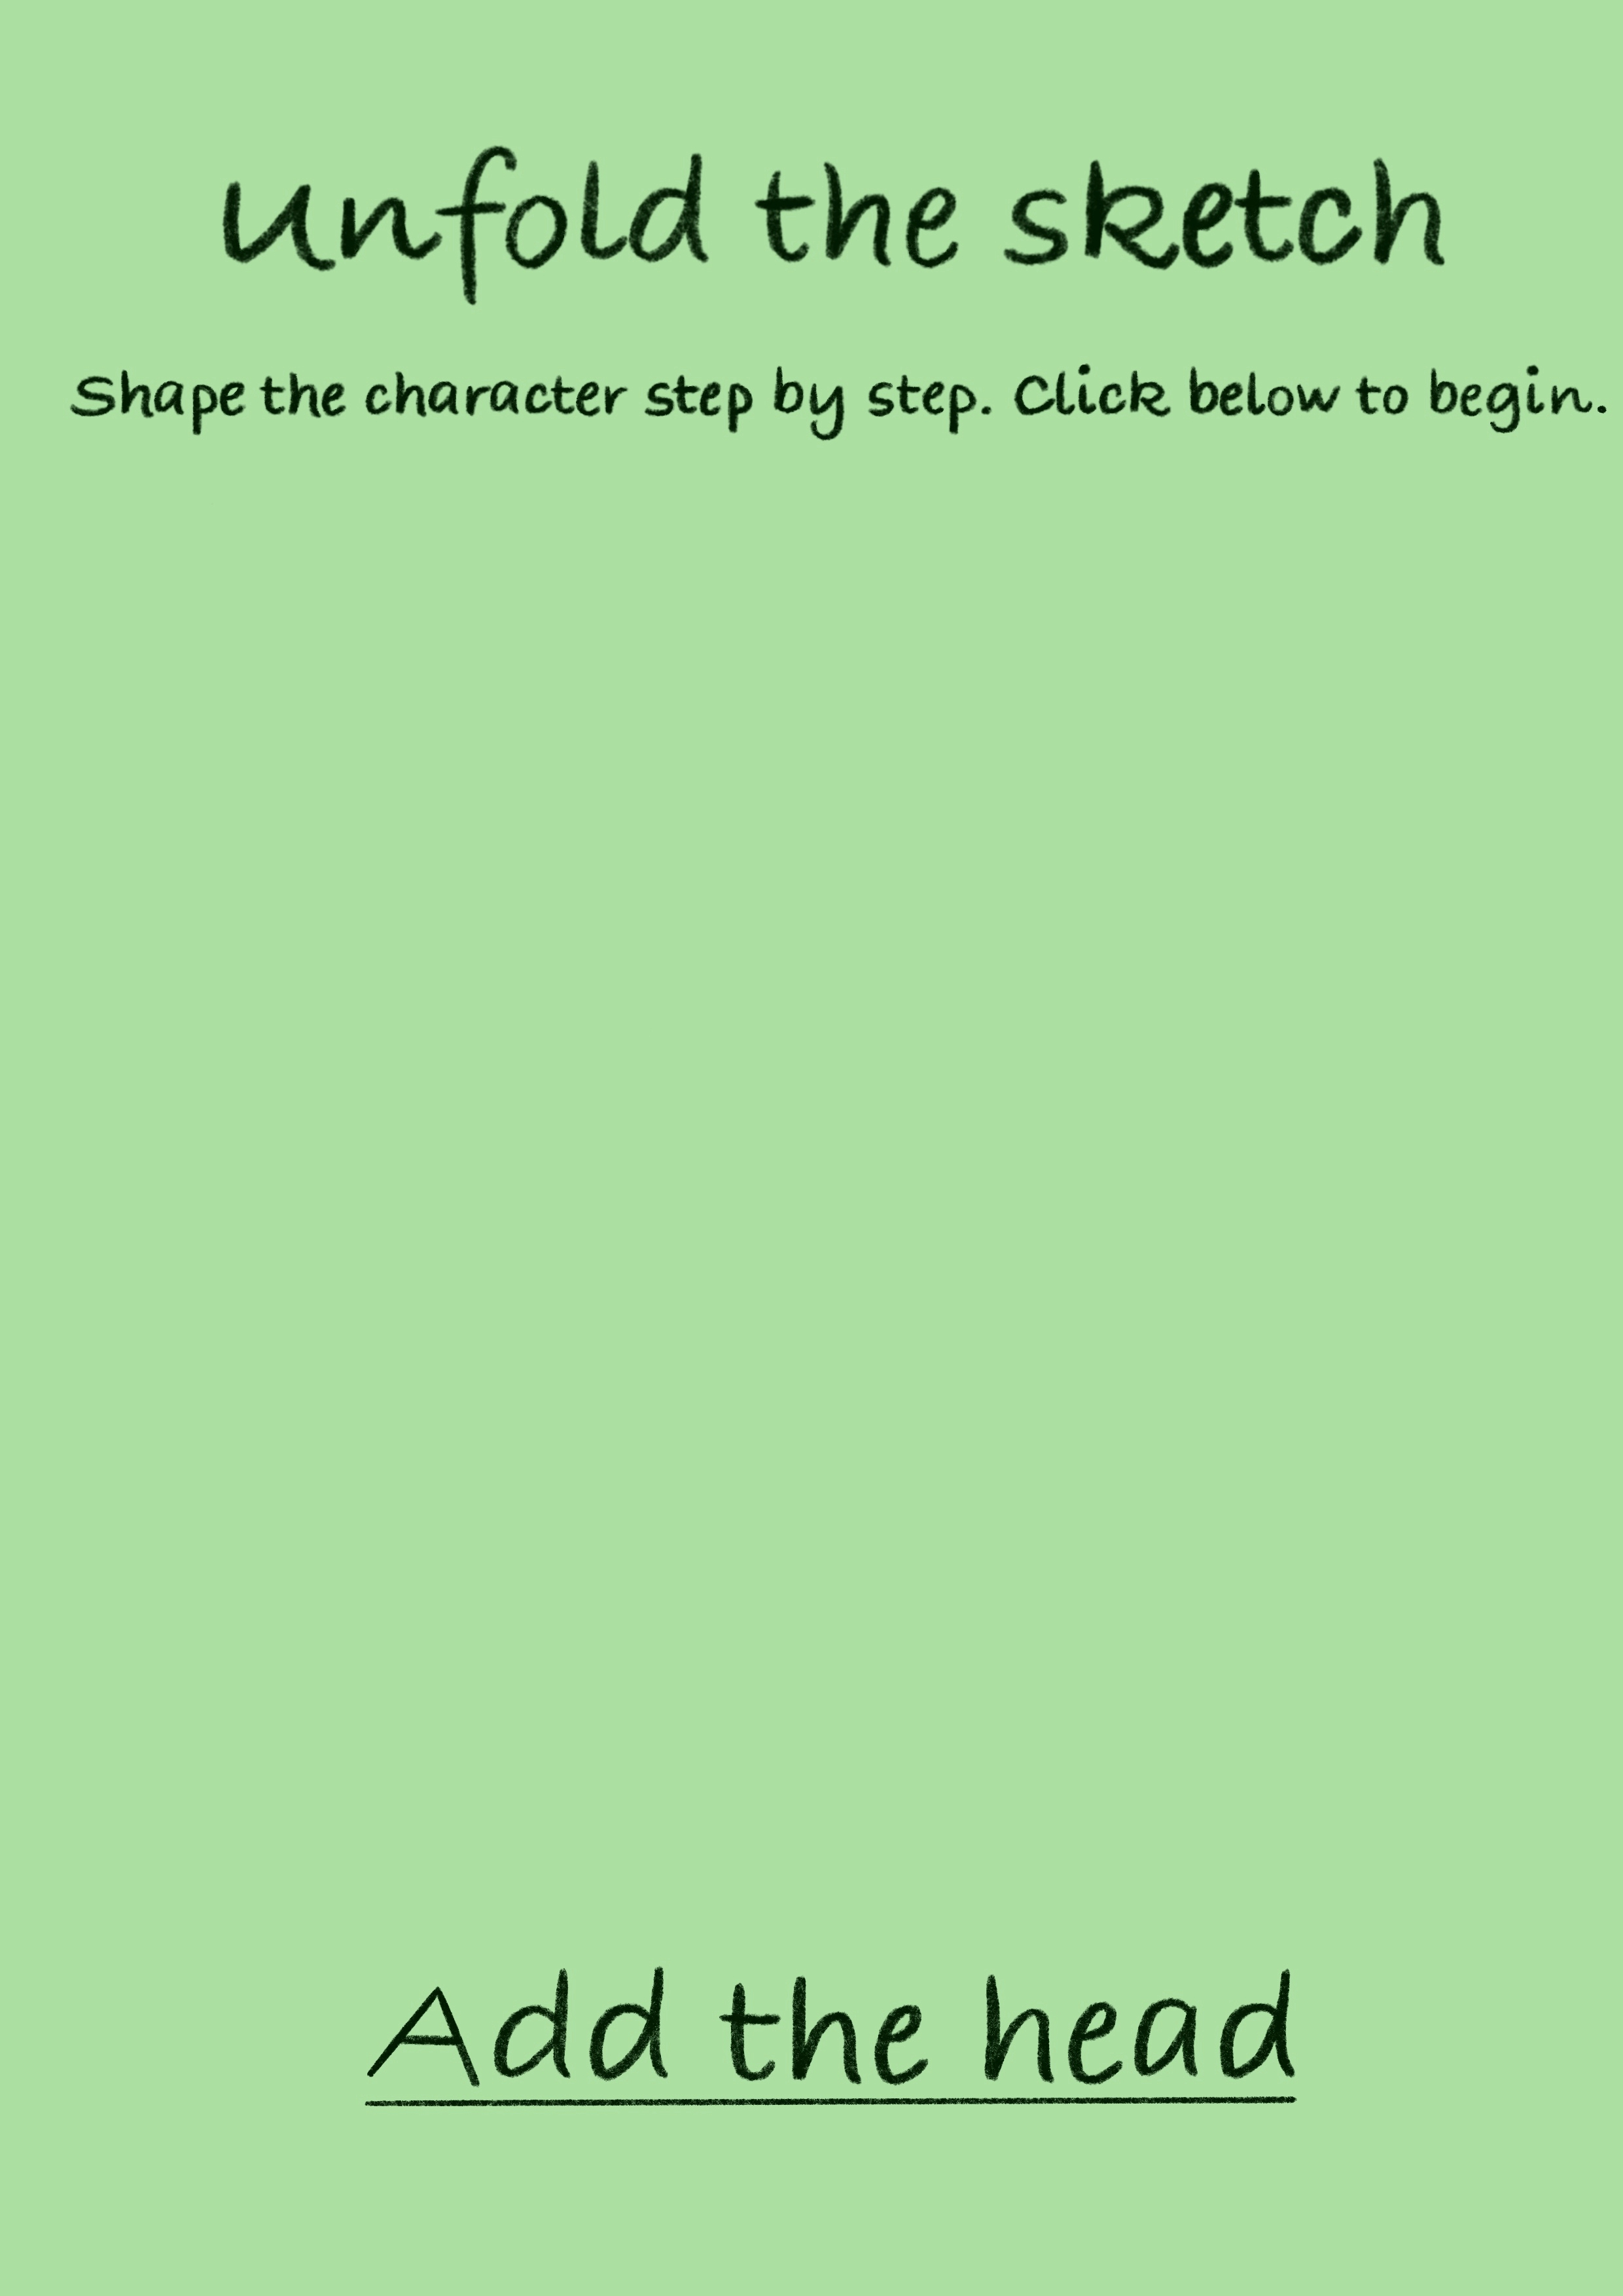 Unfold the sketch
Shape the character step by step. Click below to begin.
Add the head